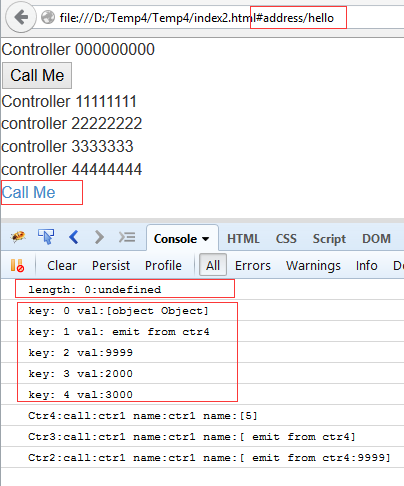 file:///D:/Temp4/Temp4/index2.html#address/hello
Controller 000000000
Call Me
Controller 11111111
controller 22222222
controller 3333333
controller 44444444
Call Me
Console HTML CSS Script DOM
Clear Persist Profile All Errors Warnings Info De
length: 0:undefined
key: 0 val:[object Object]
key: 1 val: emit from ctr4
key: 2 val:9999
key: 3 val:2000
key: 4 val:3000
Ctr4:call:ctr1 name:ctr1 name:[5]
Ctr3:call:ctr1 name:ctr1 name:[ emit from ctr4]
Ctr2:call:ctr1 name:ctr1 name:[ emit from ctr4:9999]